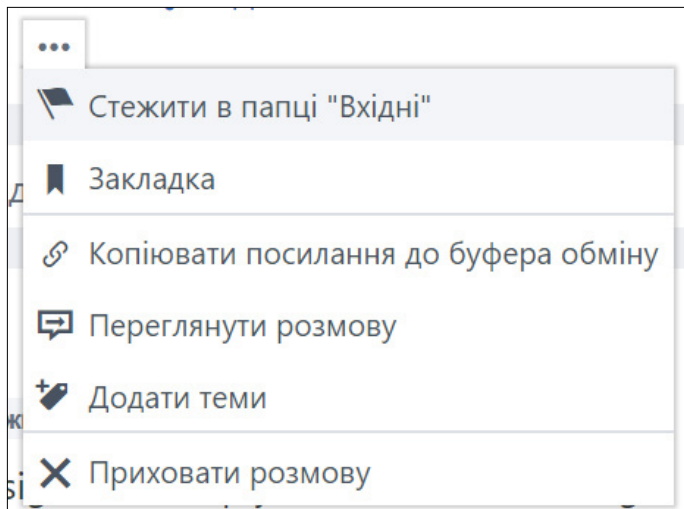 Стежити в папці "Вхідні"
Закладка
Копіювати посилання до буфера обміну
Переглянути розмову
Додати теми
Приховати розмову